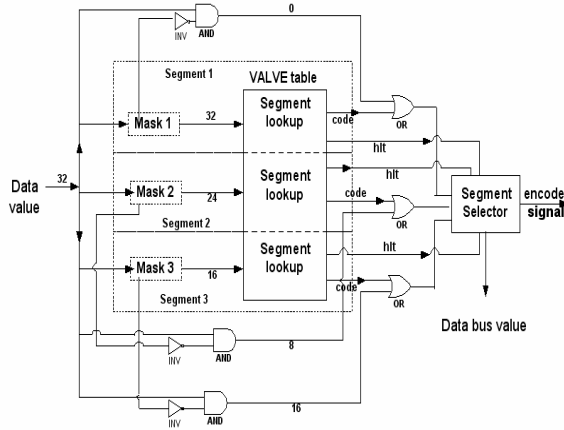 0
INV
AND
Segment 1
VALVE table
Segment
lookup
Mask 1
32
code
OR
hlt
hlt
32
Data
value
Mask 2
24
Segment
lookup
code
OR
Segment
Selector
encode
signal
Segment 2
Mask 3
16
Segment
lookup
hlt
code
OR
Segment 3
Data bus value
INV
AND
8
INV
AND
16